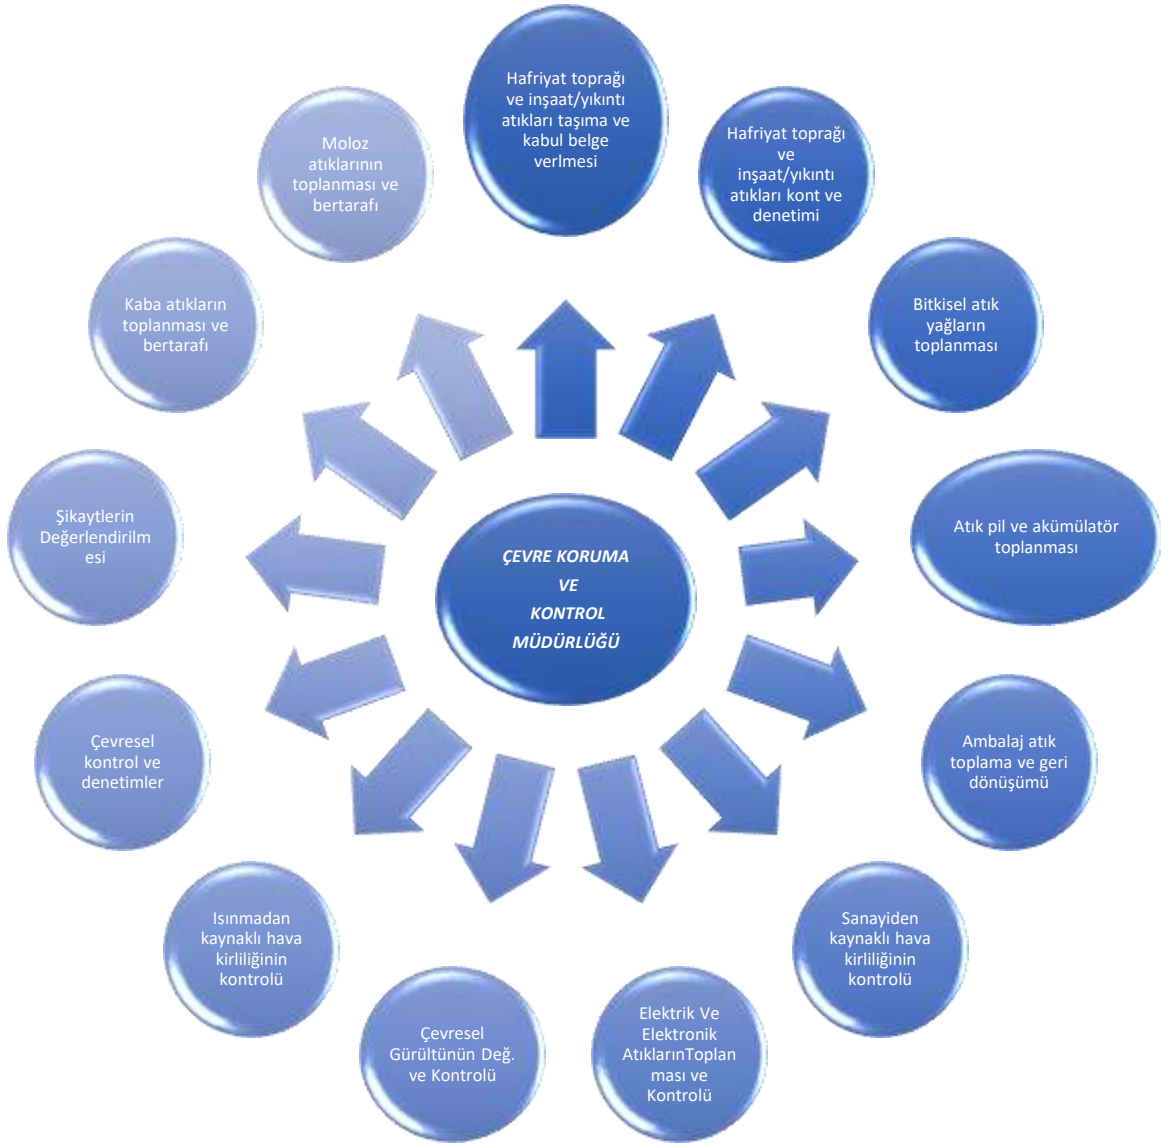 Hafriyat toprağı
ve inşaat/yıkıntı
atıkları taşıma ve
kabul belge
verlmesi
Hafriyat toprağı
ve
inşaat/yıkıntı
atıkları kont ve
denetimi
Bitkisel atık
yağların
toplanması
Atık pil ve akümülatör
toplanması
Ambalaj atık
toplama ve geri
dönüşümü
Sanayiden
kaynaklı hava
kirliliğinin
kontrolü
Elektrik Ve
Elektronik
AtıklarınToplan
ması ve
Kontrolü
Çevresel
Gürültünün Değ.
ve Kontrolü
Isınmadan
kaynaklı hava
kirliliğinin
kontrolü
Çevresel
kontrol ve
denetimler
Şikaytlerin
Değerlendirilm
esi
Kaba atıkların
toplanması ve
bertarafı
Moloz
atıklarının
toplanması ve
bertarafı
ÇEVRE KORUMA
VE
KONTROL
MÜDÜRLÜĞÜ